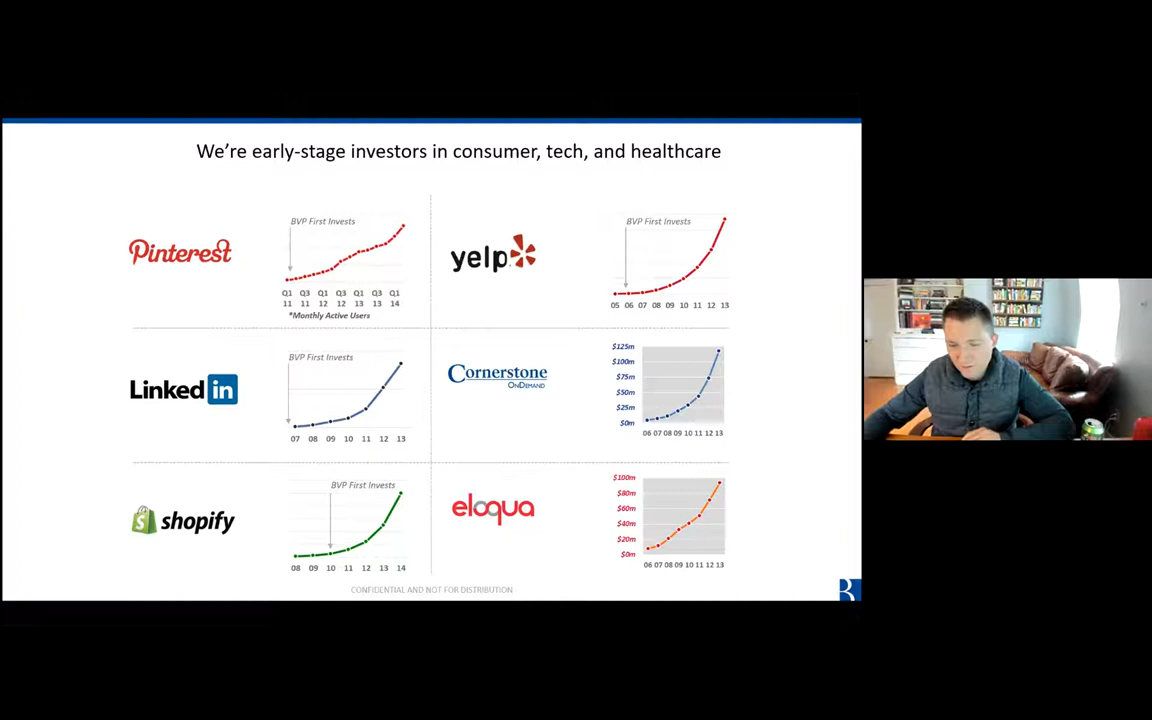 We're early-stage investors in consumer, tech, and healthcare
Pinterest
BVP First Invests
Q1 Q3 Q1 Q3 Q1 Q3 Q1
11 11 12 12 13 13 14
*Monthly Active Users
yelp
BVP First Invests
05 06 07 08 09 10 11 12 13
Linked in
BVP First Invests
07 08 09 10 11 12 13
Cornerstone
OnDemand
$125m
$100m
$75m
$50m
$25m
$0m
06 07 08 09 10 11 12 13
S shopify
BVP First Invests
08 09 10 11 12 13 14
eloqua
$100m
$80m
$60m
$40m
$20m
$0m
06 07 08 09 10 11 12 13
CONFIDENTIAL AND NOT FOR DISTRIBUTION